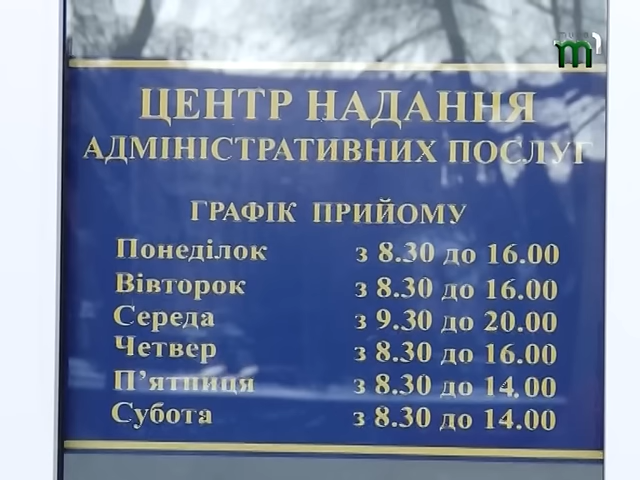 ЦЕНТР НАДАННЯ
АДМІНІСТРАТИВНИХ ПОСЛУГ
ГРАФІК ПРИЙОМУ
Понеділок з 8.30 до 16.00
Вівторок з 8.30 до 16.00
Середа з 9.30 до 20.00
Четвер з 8.30 до 16.00
П'ятниця з 8.30 до 14.00
Субота з 8.30 до 14.00